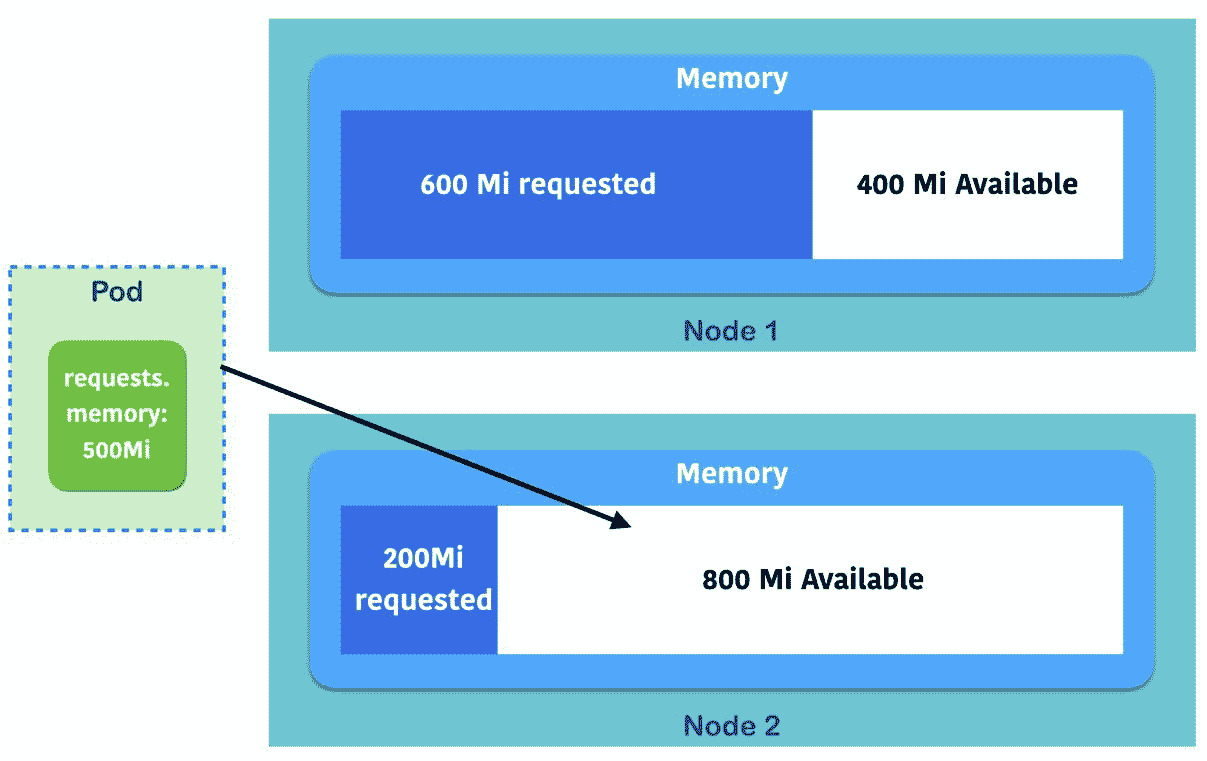 Memory
600 Mi requested
400 Mi Available
Node 1
Pod
requests.
memory:
500Mi
Memory
200Mi
requested
800 Mi Available
Node 2